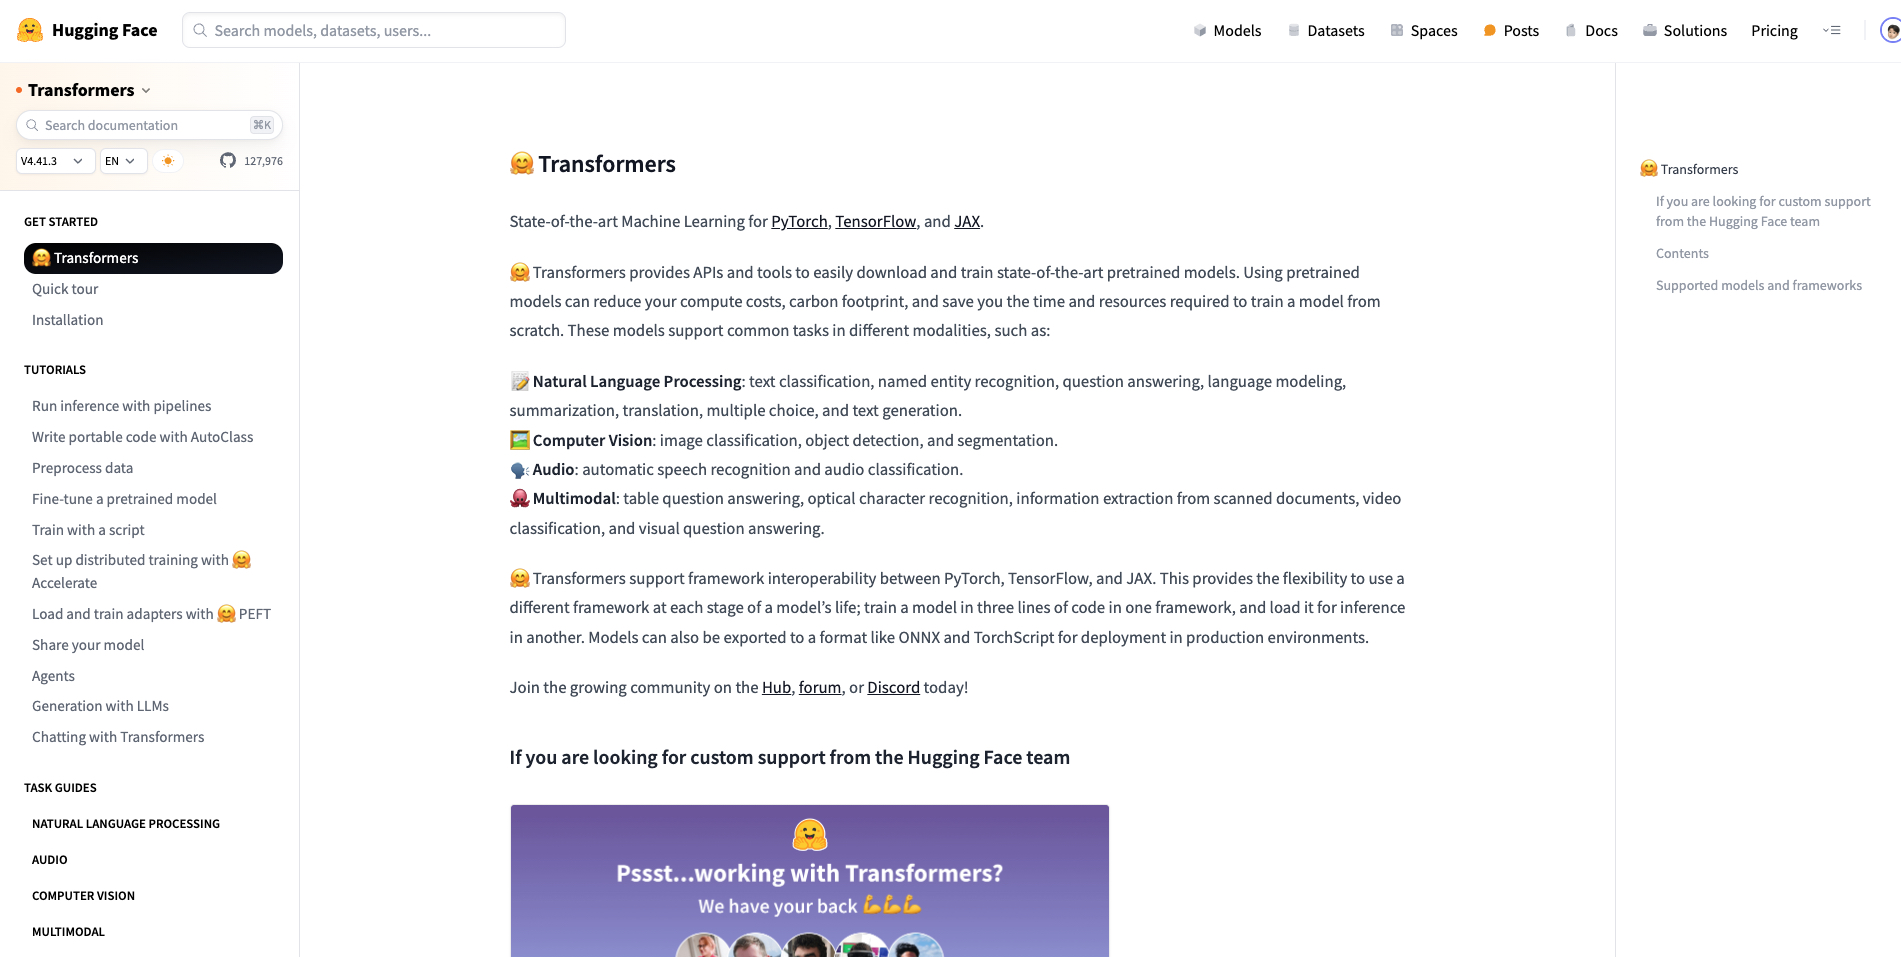 Hugging Face
Search models, datasets, users...
Models
Datasets
Spaces
Posts
Docs
Solutions
Pricing
Transformers
Search documentation
⌘K
V4.41.3
EN
127,976
GET STARTED
🤗 Transformers
Quick tour
Installation
TUTORIALS
Run inference with pipelines
Write portable code with AutoClass
Preprocess data
Fine-tune a pretrained model
Train with a script
Set up distributed training with 🤗
Accelerate
Load and train adapters with 🤗 PEFT
Share your model
Agents
Generation with LLMs
Chatting with Transformers
TASK GUIDES
NATURAL LANGUAGE PROCESSING
AUDIO
COMPUTER VISION
MULTIMODAL
🤗 Transformers
State-of-the-art Machine Learning for PyTorch, TensorFlow, and JAX.
🤗 Transformers provides APIs and tools to easily download and train state-of-the-art pretrained models. Using pretrained
models can reduce your compute costs, carbon footprint, and save you the time and resources required to train a model from
scratch. These models support common tasks in different modalities, such as:
📝 Natural Language Processing: text classification, named entity recognition, question answering, language modeling,
summarization, translation, multiple choice, and text generation.
🖼️ Computer Vision: image classification, object detection, and segmentation.
🗣️ Audio: automatic speech recognition and audio classification.
🐙 Multimodal: table question answering, optical character recognition, information extraction from scanned documents, video
classification, and visual question answering.
🤗 Transformers support framework interoperability between PyTorch, TensorFlow, and JAX. This provides the flexibility to use a
different framework at each stage of a model’s life; train a model in three lines of code in one framework, and load it for inference
in another. Models can also be exported to a format like ONNX and TorchScript for deployment in production environments.
Join the growing community on the Hub, forum, or Discord today!
If you are looking for custom support from the Hugging Face team
Pssst...working with Transformers?
We have your back 💪💪💪
🤗 Transformers
If you are looking for custom support
from the Hugging Face team
Contents
Supported models and frameworks